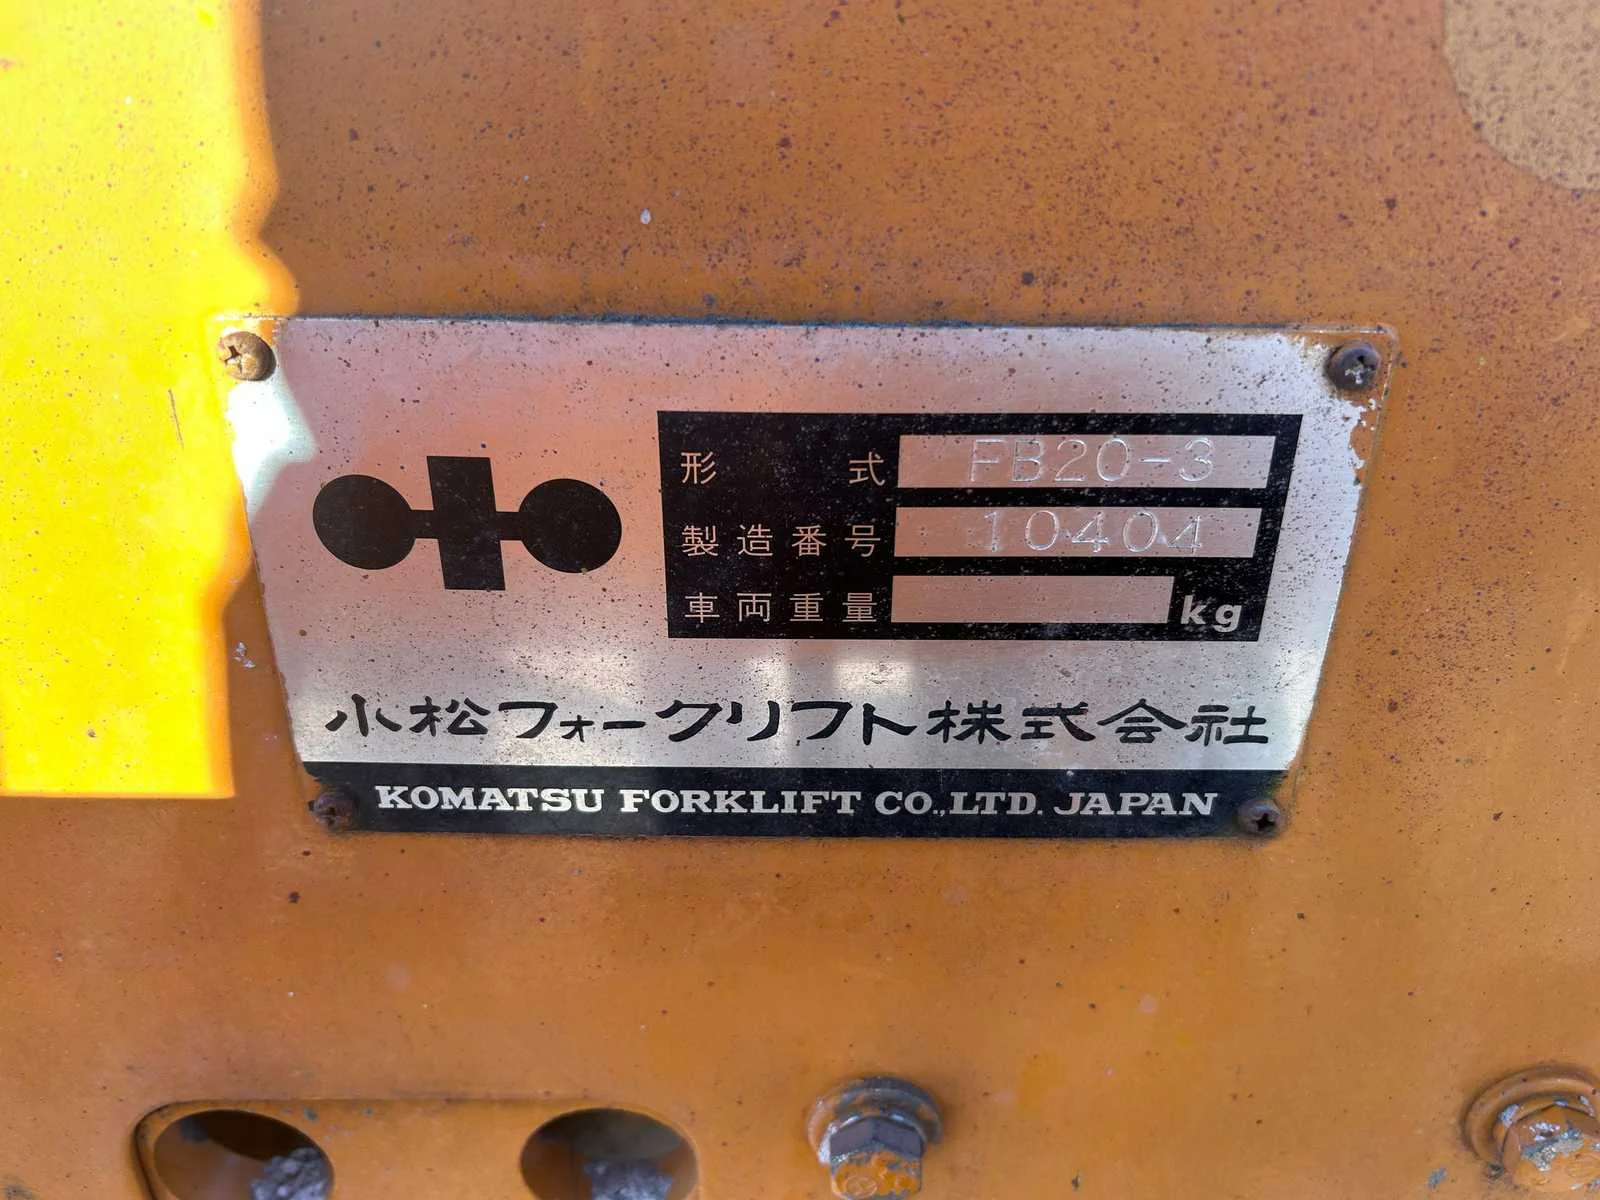 形式 FB20-3
製造番号 10404
車両重量 kg
小松フォークリフト株式会社
KOMATSU FORKLIFT CO.,LTD. JAPAN